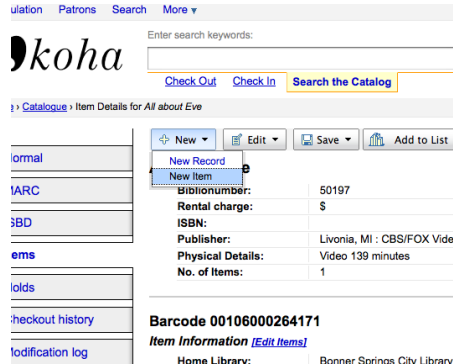 ulation Patrons Search More ▾
Enter search keywords:
koha
Check Out Check In Search the Catalog
› Catalogue › Item Details for All about Eve
New Edit Save Add to List
New Record
ormal
New Item
e
MARC
Biblionumber: 50197
Rental charge: $
SBD
ISBN:
Publisher: Livonia, MI : CBS/FOX Vide
ems
Physical Details: Video 139 minutes
No. of Items: 1
olds
heckout history
Barcode 00106000264171
Item Information [Edit Items]
odification log
Home Library: Bonner Springs City Library